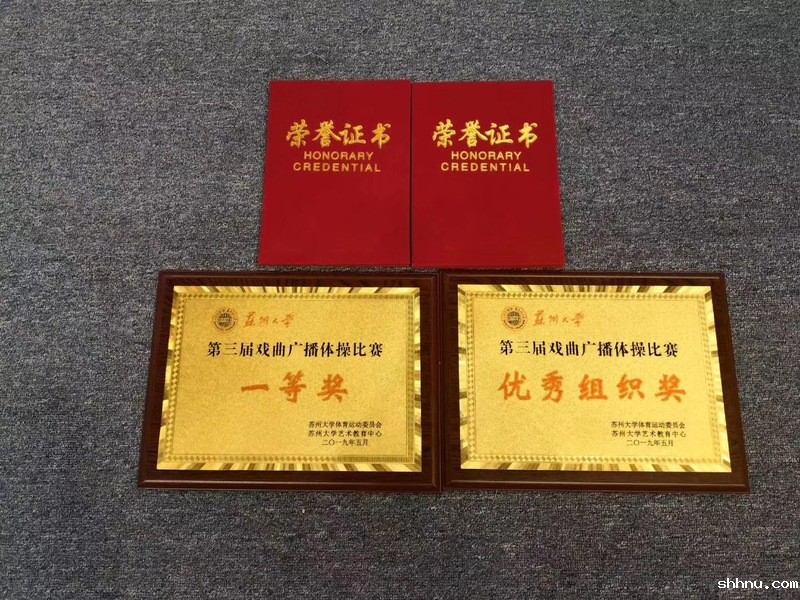 荣誉证书
HONORARY
CREDENTIAL
荣誉证书
HONORARY
CREDENTIAL
苏州大学
第三届戏曲广播体操比赛
一等奖
苏州大学体育运动委员会
苏州大学艺术教育中心
二〇一九年五月
苏州大学
第三届戏曲广播体操比赛
优秀组织奖
苏州大学体育运动委员会
苏州大学艺术教育中心
二〇一九年五月
shhnu.com